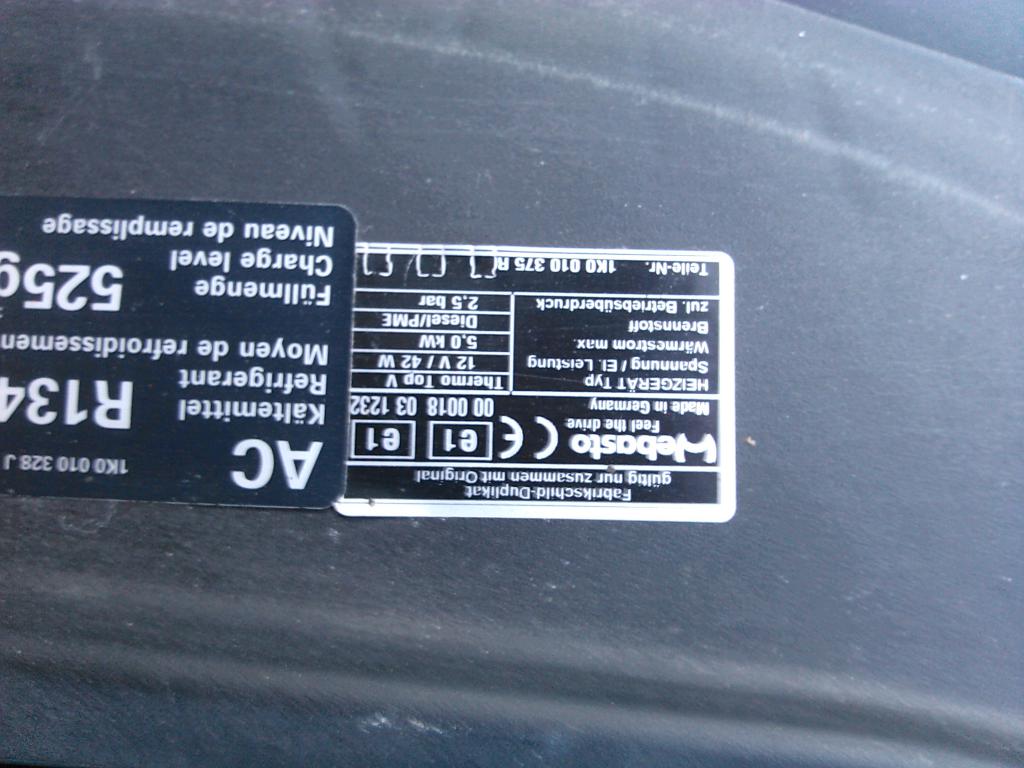 Fabrikschild-Duplikat
gültig nur zusammen mit Original
Webasto
Feel the drive
Made in Germany
CE e1 e1
00 0018 03 1232
HEIZGERÄT Typ Thermo Top V
Spannung / El. Leistung 12 V / 42 W
Wärmestrom max. 5,0 kW
Brennstoff Diesel/PME
zul. Betriebsüberdruck 2,5 bar
Teile-Nr. 1K0 010 375 R
AC 1K0 010 328 J
Kältemittel
Refrigerant R134
Moyen de refroidissemen
Füllmenge
Charge level 525g
Niveau de remplissage